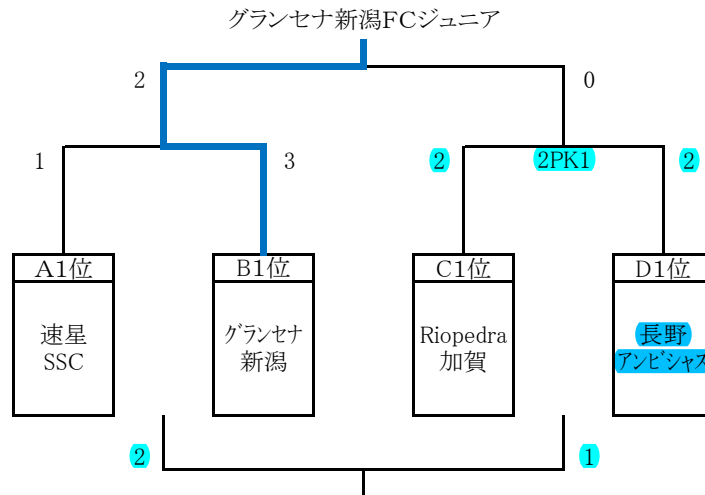 グランセナ新潟FCジュニア
2
0
1
3
2
2PK1
2
A1位
B1位
C1位
D1位
速星
SSC
グランセナ
新潟
Riopedra
加賀
長野
アンビシャス
2
1